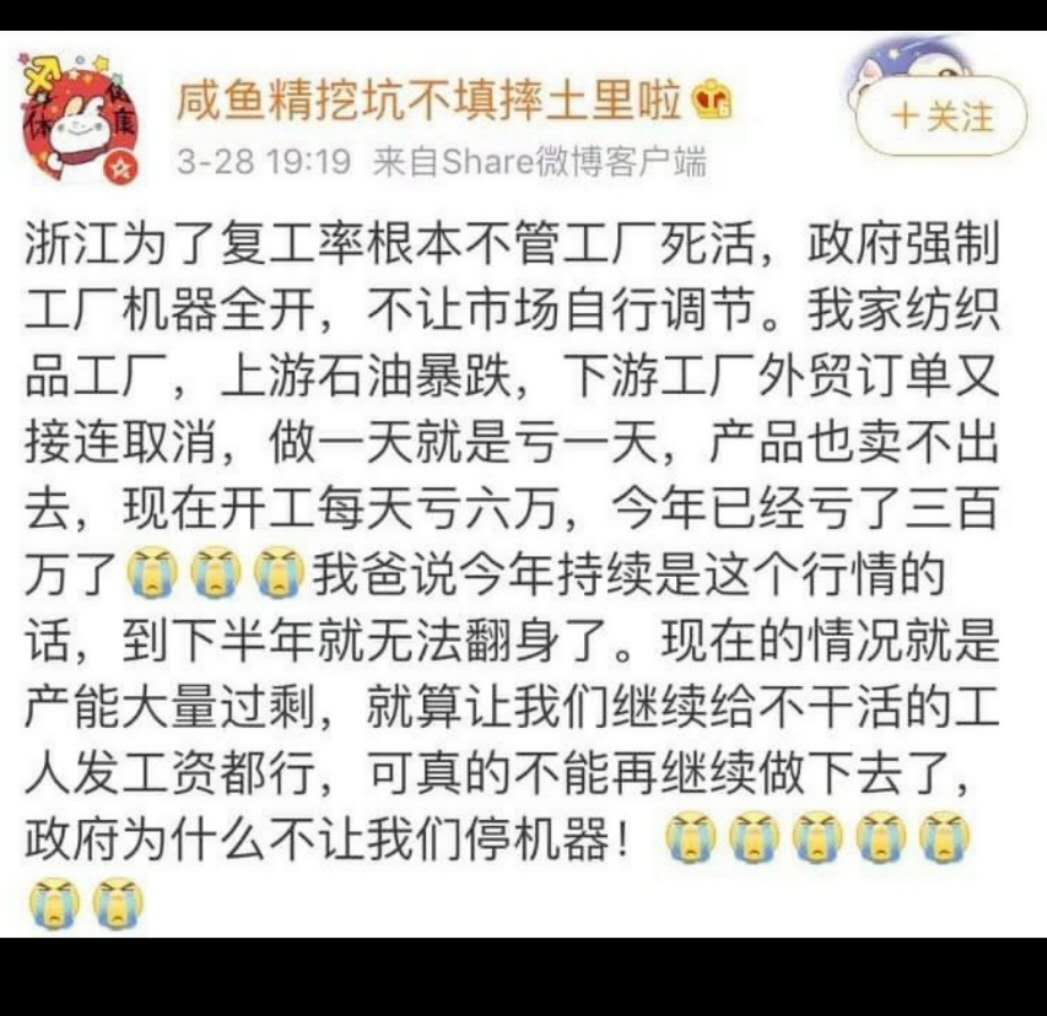 咸鱼精挖坑不填摔土里啦
+关注
3-28 19:19 来自Share微博客户端
浙江为了复工率根本不管工厂死活，政府强制
工厂机器全开，不让市场自行调节。我家纺织
品工厂，上游石油暴跌，下游工厂外贸订单又
接连取消，做一天就是亏一天，产品也卖不出
去，现在开工每天亏六万，今年已经亏了三百
万了😭😭😭我爸说今年持续是这个行情的
话，到下半年就无法翻身了。现在的情况就是
产能大量过剩，就算让我们继续给不干活的工
人发工资都行，可真的不能再继续做下去了，
政府为什么不让我们停机器！😭😭😭😭😭
😭😭